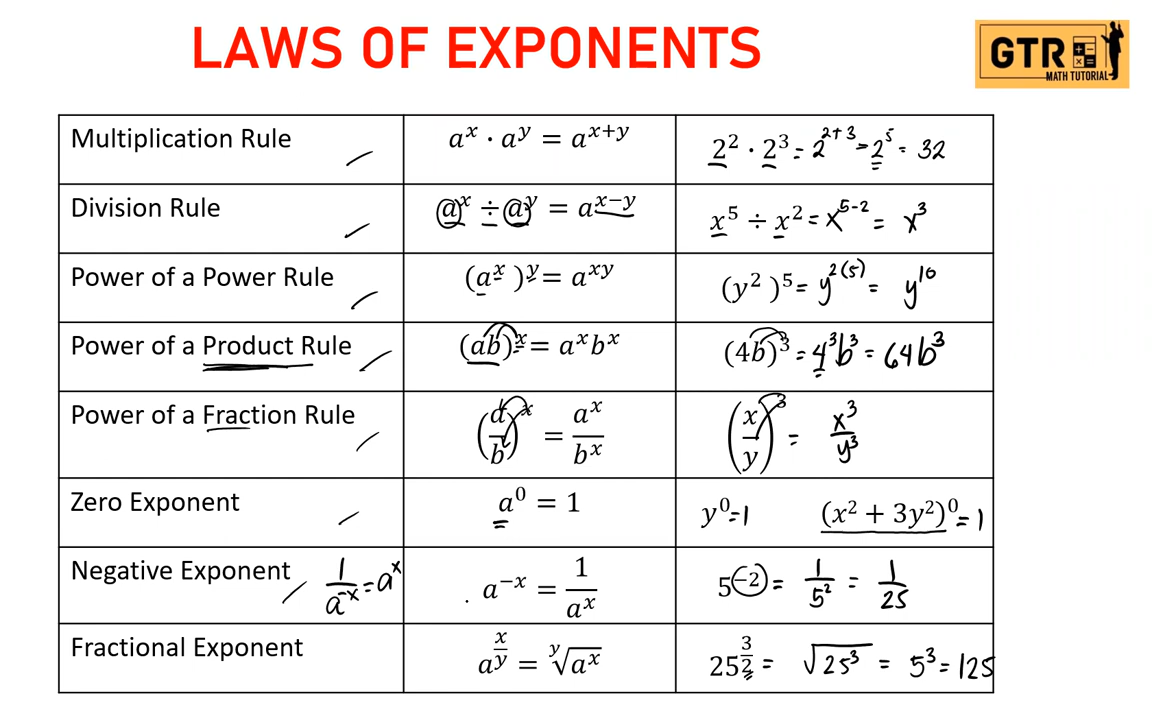 LAWS OF EXPONENTS
GTR
MATH TUTORIAL
Multiplication Rule
a^x · a^y = a^(x+y)
2^2 · 2^3 = 2^(2+3) = 2^5 = 32
Division Rule
a^x ÷ a^y = a^(x−y)
x^5 ÷ x^2 = x^(5-2) = x^3
Power of a Power Rule
(a^x )^y = a^(xy)
(y^2 )^5 = y^(2(5)) = y^10
Power of a Product Rule
(ab)^x = a^x b^x
(4b)^3 = 4^3 b^3 = 64b^3
Power of a Fraction Rule
(a/b)^x = a^x/b^x
(x/y)^3 = x^3/y^3
Zero Exponent
a^0 = 1
y^0 = 1 (x^2 + 3y^2)^0 = 1
Negative Exponent 1/a^(-x) = a^x
a^(−x) = 1/a^x
5^(−2) = 1/5^2 = 1/25
Fractional Exponent
a^(x/y) = ʸ√(a^x)
25^(3/2) = √(25^3) = 5^3 = 125